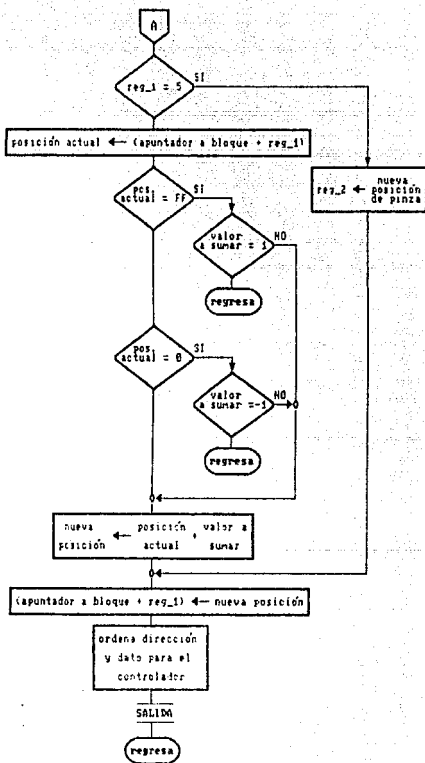 A
reg_1 = 5
SI
posición actual ← (apuntador a bloque + reg_1)
reg_2 ← nueva
posición
de pinza
pos.
actual = FF
SI
valor
a sumar = 1
NO
regresa
pos.
actual = 0
SI
valor
a sumar =-1
NO
regresa
nueva posición ← posición actual + valor a sumar
(apuntador a bloque + reg_1) ← nueva posición
ordena dirección
y dato para el
controlador
SALIDA
regresa